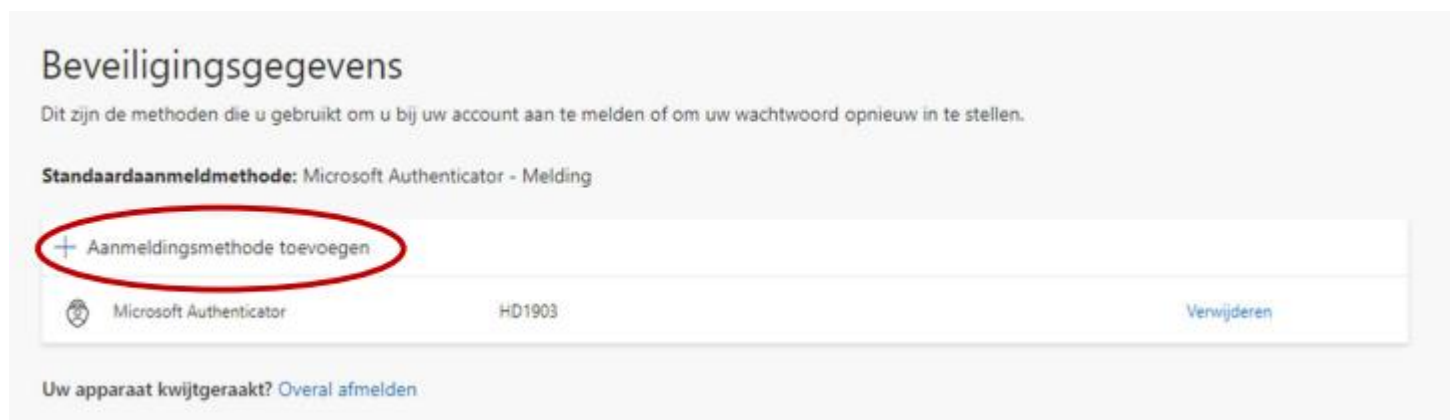 Beveiligingsgegevens
Dit zijn de methoden die u gebruikt om u bij uw account aan te melden of om uw wachtwoord opnieuw in te stellen.
Standaardaanmeldmethode: Microsoft Authenticator - Melding
+ Aanmeldingsmethode toevoegen
Microsoft Authenticator HD1903 Verwijderen
Uw apparaat kwijtgeraakt? Overal afmelden